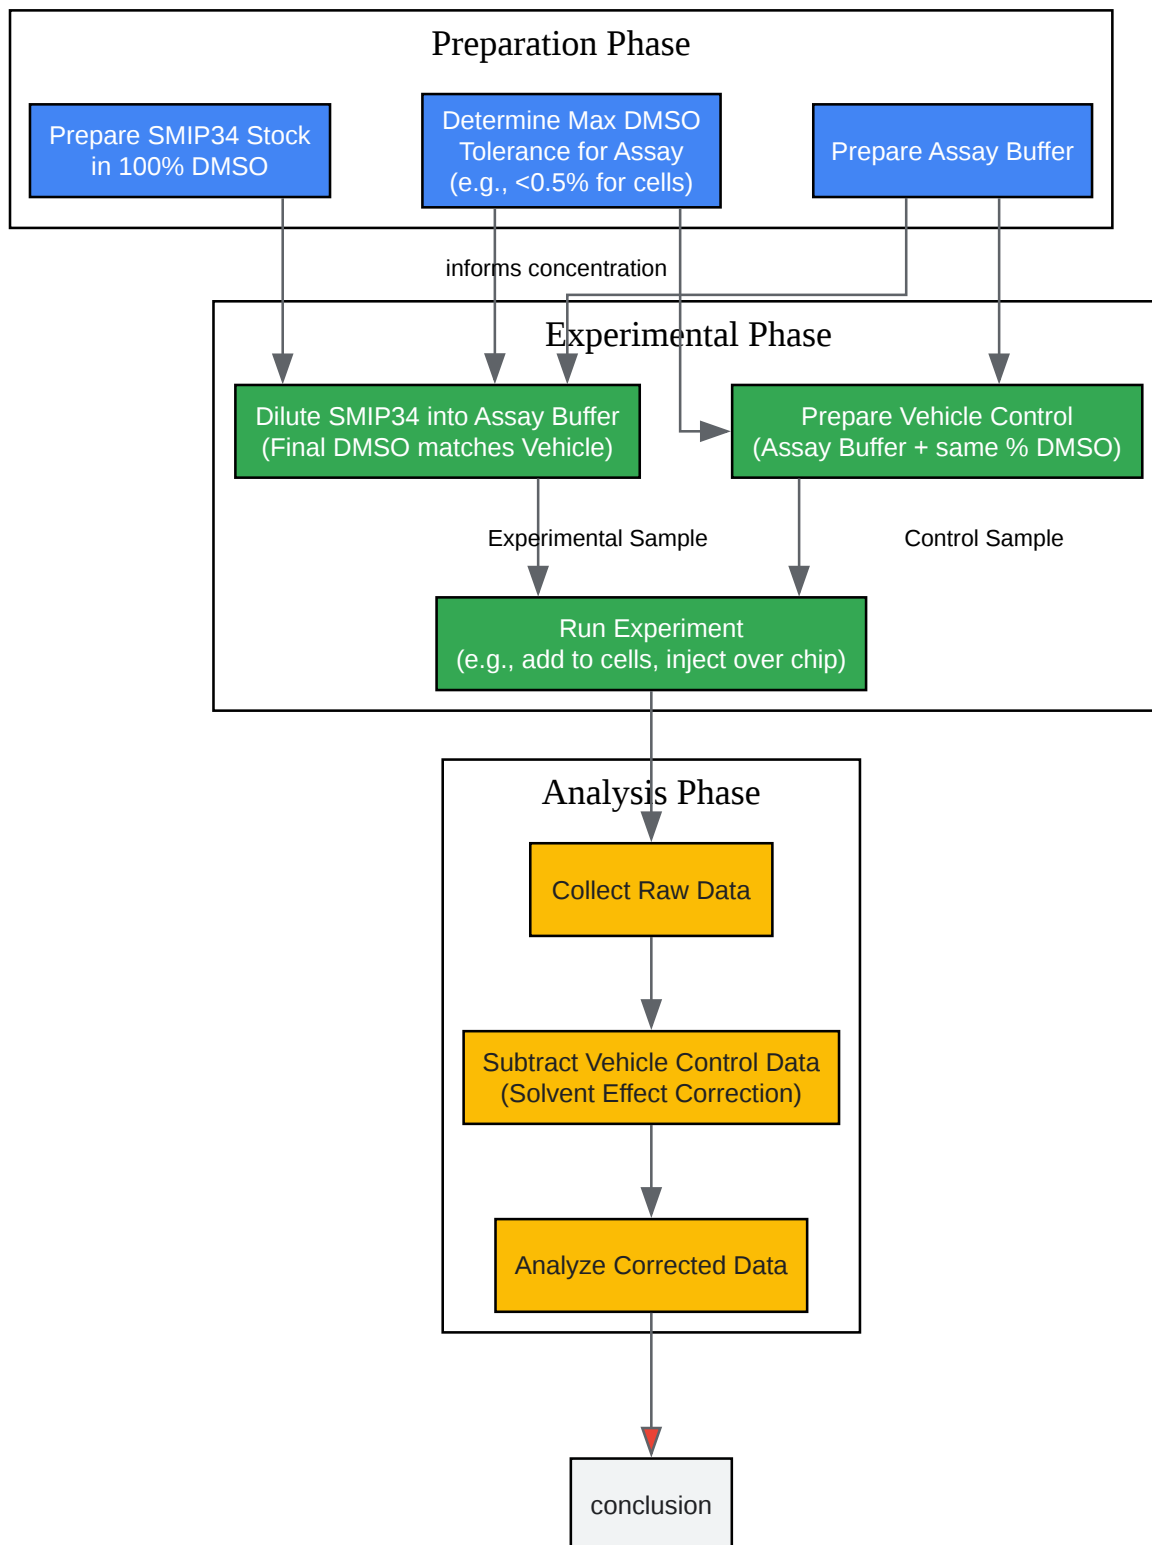 Preparation Phase
Prepare SMIP34 Stock
in 100% DMSO
Determine Max DMSO
Tolerance for Assay
(e.g., <0.5% for cells)
Prepare Assay Buffer
informs concentration
Experimental Phase
Dilute SMIP34 into Assay Buffer
(Final DMSO matches Vehicle)
Prepare Vehicle Control
(Assay Buffer + same % DMSO)
Experimental Sample
Control Sample
Run Experiment
(e.g., add to cells, inject over chip)
Analysis Phase
Collect Raw Data
Subtract Vehicle Control Data
(Solvent Effect Correction)
Analyze Corrected Data
conclusion